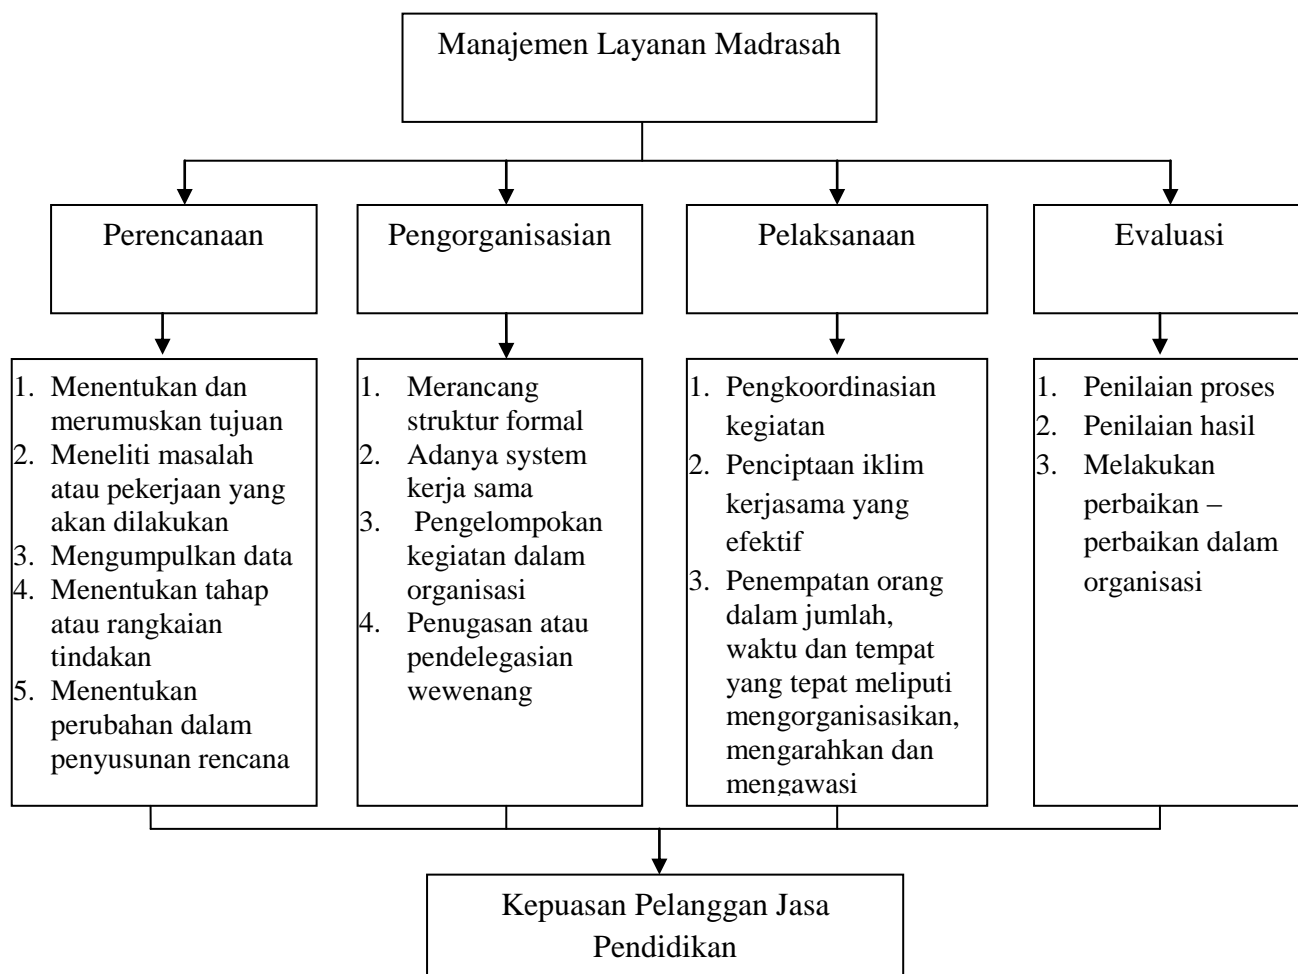 Manajemen Layanan Madrasah
Perencanaan
Pengorganisasian
Pelaksanaan
Evaluasi
1. Menentukan dan
merumuskan tujuan
2. Meneliti masalah
atau pekerjaan yang
akan dilakukan
3. Mengumpulkan data
4. Menentukan tahap
atau rangkaian
tindakan
5. Menentukan
perubahan dalam
penyusunan rencana
1. Merancang
struktur formal
2. Adanya system
kerja sama
3. Pengelompokan
kegiatan dalam
organisasi
4. Penugasan atau
pendelegasian
wewenang
1. Pengkoordinasian
kegiatan
2. Penciptaan iklim
kerjasama yang
efektif
3. Penempatan orang
dalam jumlah,
waktu dan tempat
yang tepat meliputi
mengorganisasikan,
mengarahkan dan
mengawasi
1. Penilaian proses
2. Penilaian hasil
3. Melakukan
perbaikan –
perbaikan dalam
organisasi
Kepuasan Pelanggan Jasa
Pendidikan